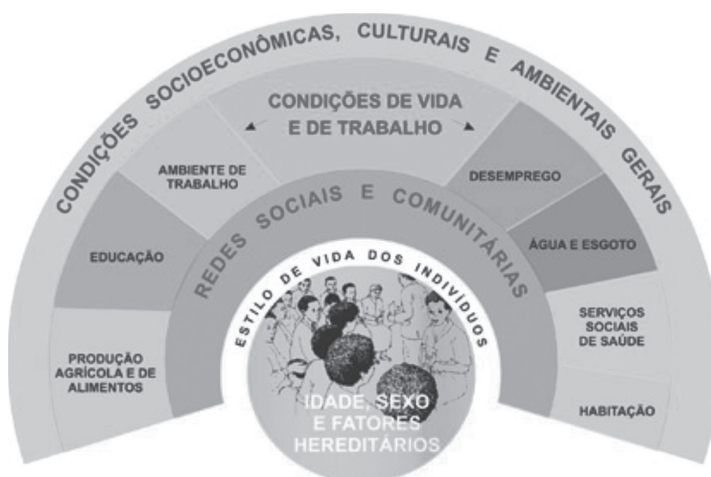 CONDIÇÕES SOCIOECONÔMICAS, CULTURAIS E AMBIENTAIS GERAIS
CONDIÇÕES DE VIDA
E DE TRABALHO
AMBIENTE DE
TRABALHO
DESEMPREGO
REDES SOCIAIS E COMUNITÁRIAS
EDUCAÇÃO
ÁGUA E ESGOTO
ESTILO DE VIDA DOS INDIVÍDUOS
PRODUÇÃO
AGRÍCOLA E DE
ALIMENTOS
SERVIÇOS
SOCIAIS
DE SAÚDE
HABITAÇÃO
IDADE, SEXO
E FATORES
HEREDITÁRIOS